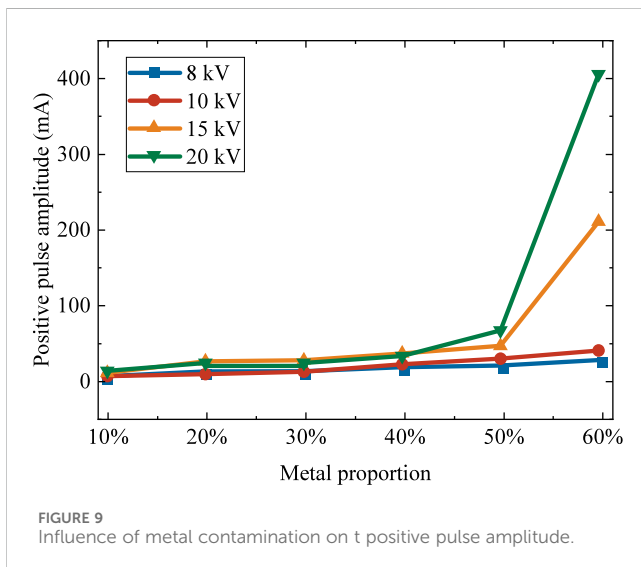 8 kV
10 kV
15 kV
20 kV
Positive pulse amplitude (mA)
400
300
200
100
0
10% 20% 30% 40% 50% 60%
Metal proportion
FIGURE 9
Influence of metal contamination on t positive pulse amplitude.